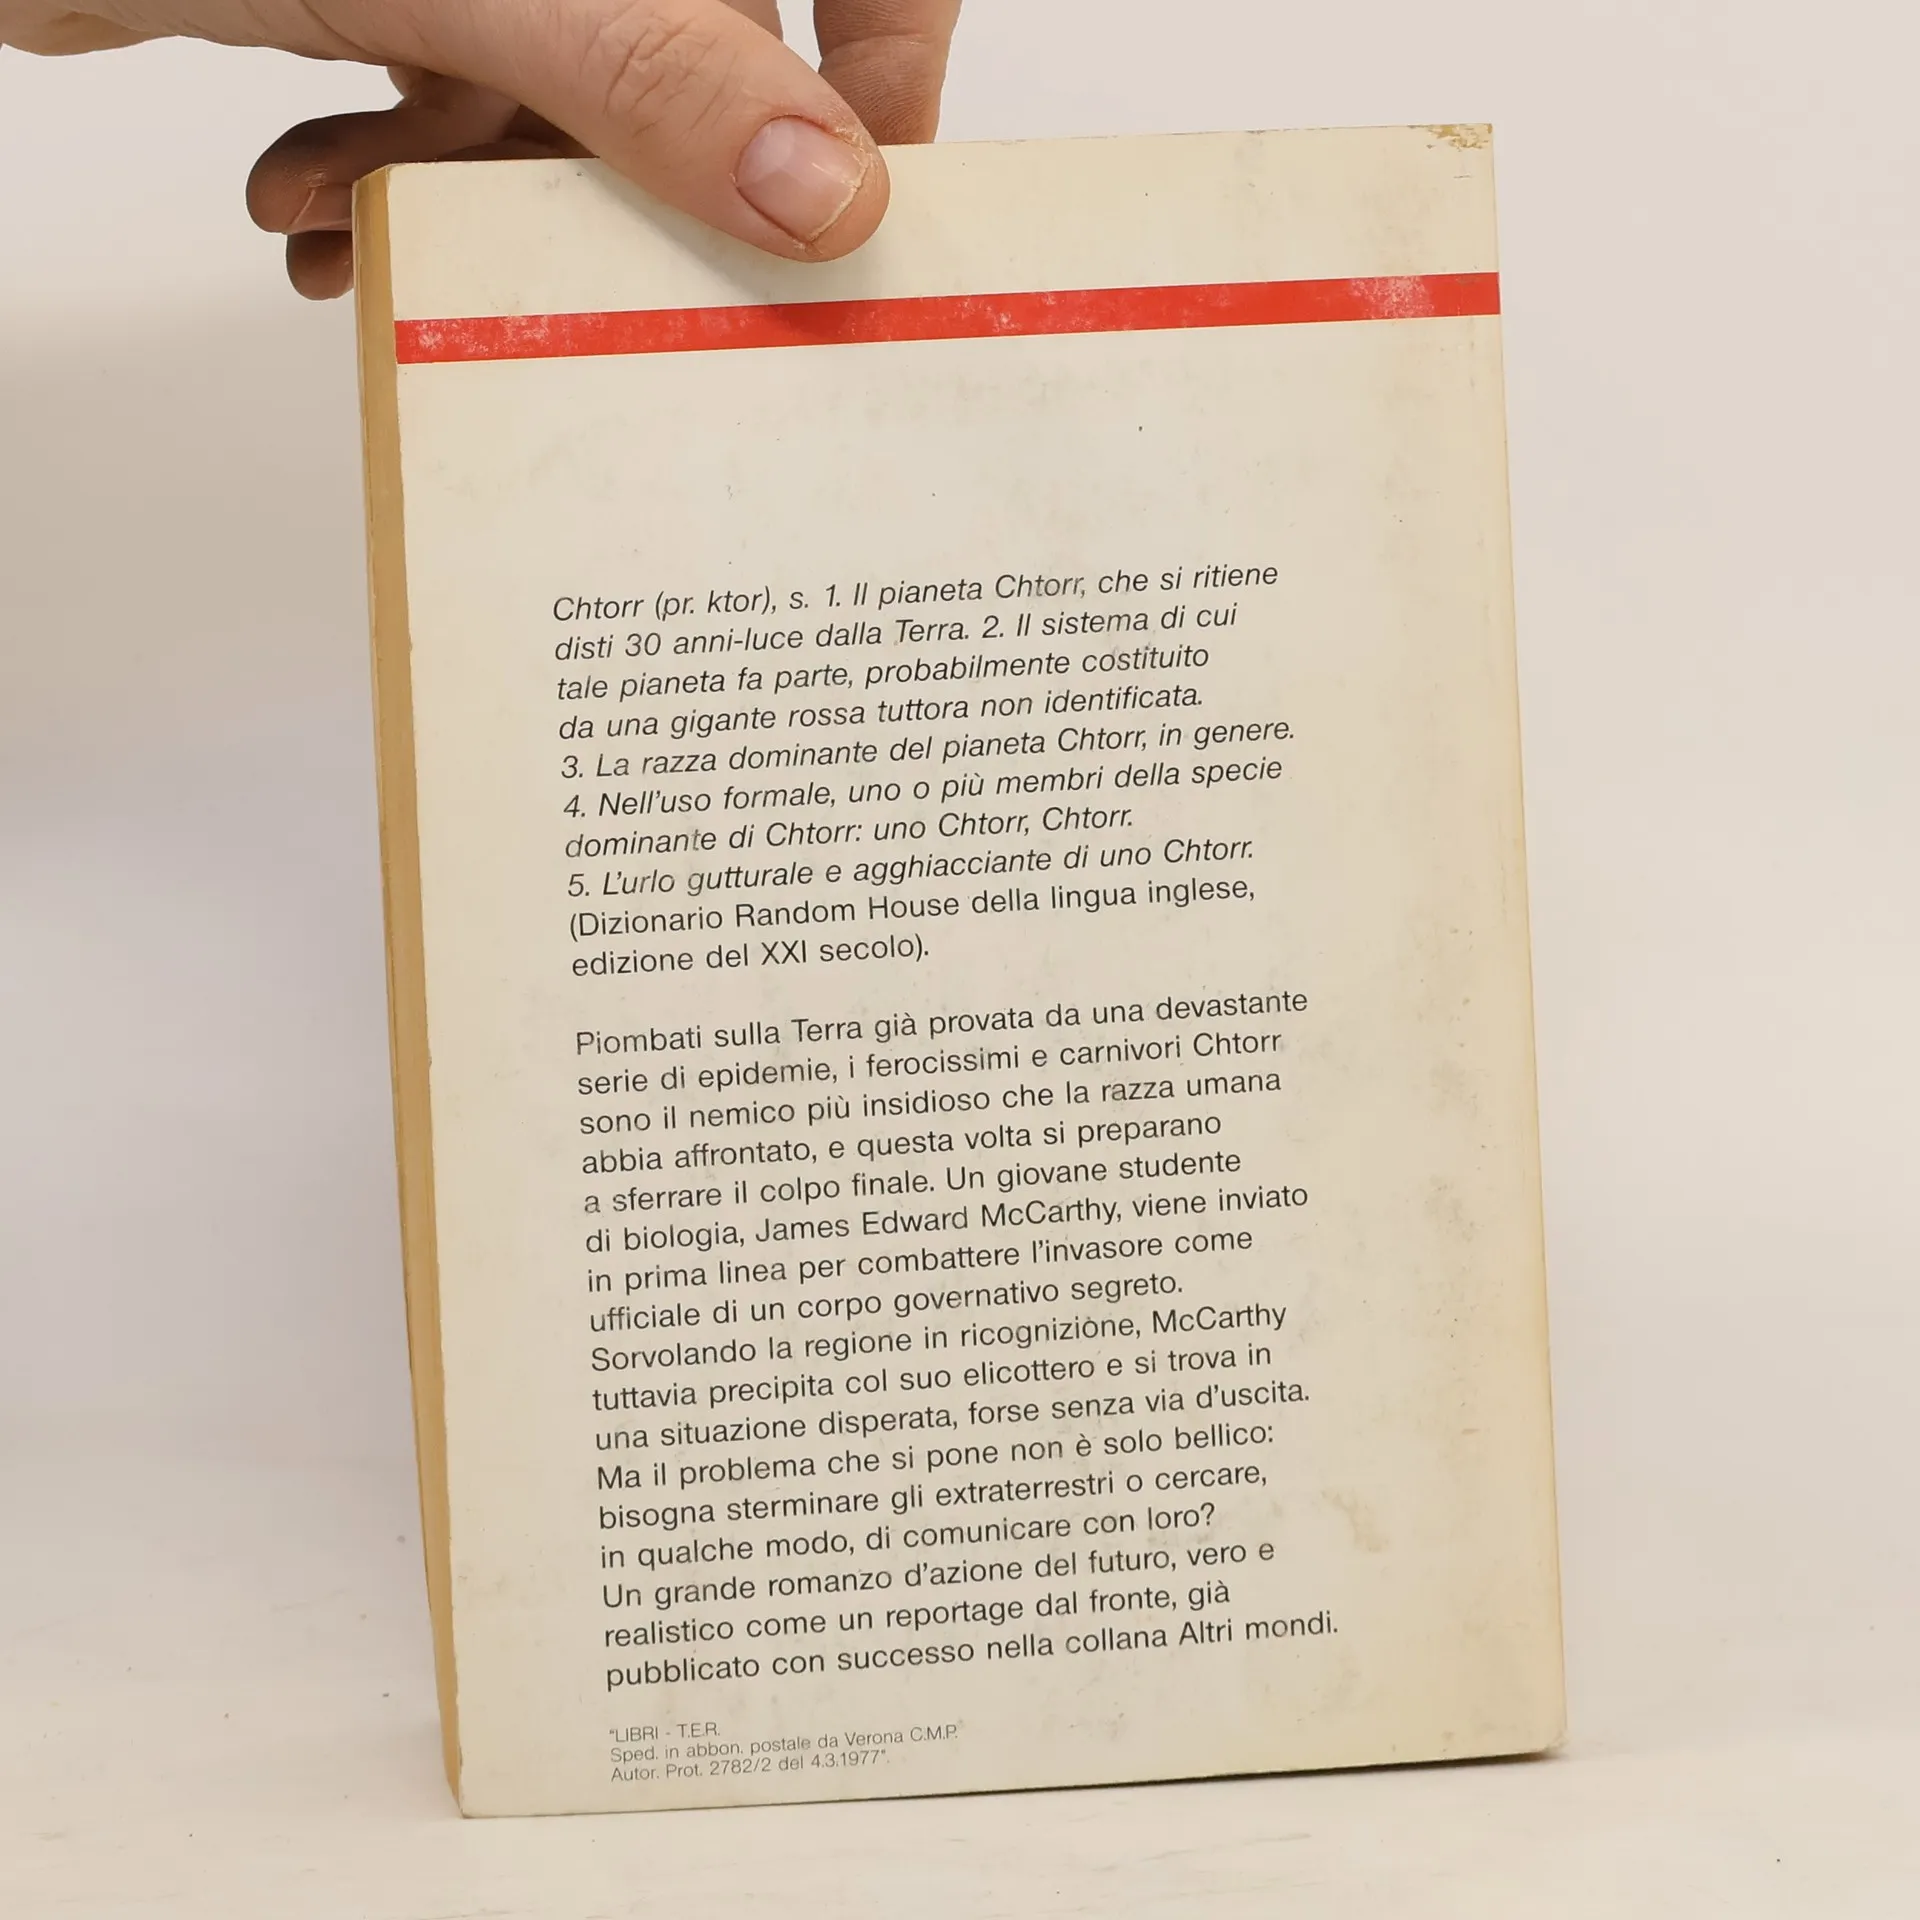 Chtorr (pr. ktor), s. 1. Il pianeta Chtorr, che si ritiene
disti 30 anni-luce dalla Terra. 2. Il sistema di cui
tale pianeta fa parte, probabilmente costituito
da una gigante rossa tuttora non identificata.
3. La razza dominante del pianeta Chtorr, in genere.
4. Nell'uso formale, uno o più membri della specie
dominante di Chtorr: uno Chtorr, Chtorr.
5. L'urlo gutturale e agghiacciante di uno Chtorr.
(Dizionario Random House della lingua inglese,
edizione del XXI secolo).
Piombati sulla Terra già provata da una devastante
serie di epidemie, i ferocissimi e carnivori Chtorr
sono il nemico più insidioso che la razza umana
abbia affrontato, e questa volta si preparano
a sferrare il colpo finale. Un giovane studente
di biologia, James Edward McCarthy, viene inviato
in prima linea per combattere l'invasore come
ufficiale di un corpo governativo segreto.
Sorvolando la regione in ricognizione, McCarthy
tuttavia precipita col suo elicottero e si trova in
una situazione disperata, forse senza via d'uscita.
Ma il problema che si pone non è solo bellico:
bisogna sterminare gli extraterrestri o cercare,
in qualche modo, di comunicare con loro?
Un grande romanzo d'azione del futuro, vero e
realistico come un reportage dal fronte, già
pubblicato con successo nella collana Altri mondi.
"LIBRI - T.E.R.
Sped. in abbon. postale da Verona C.M.P."
Autor. Prot. 2782/2 del 4.3.1977".